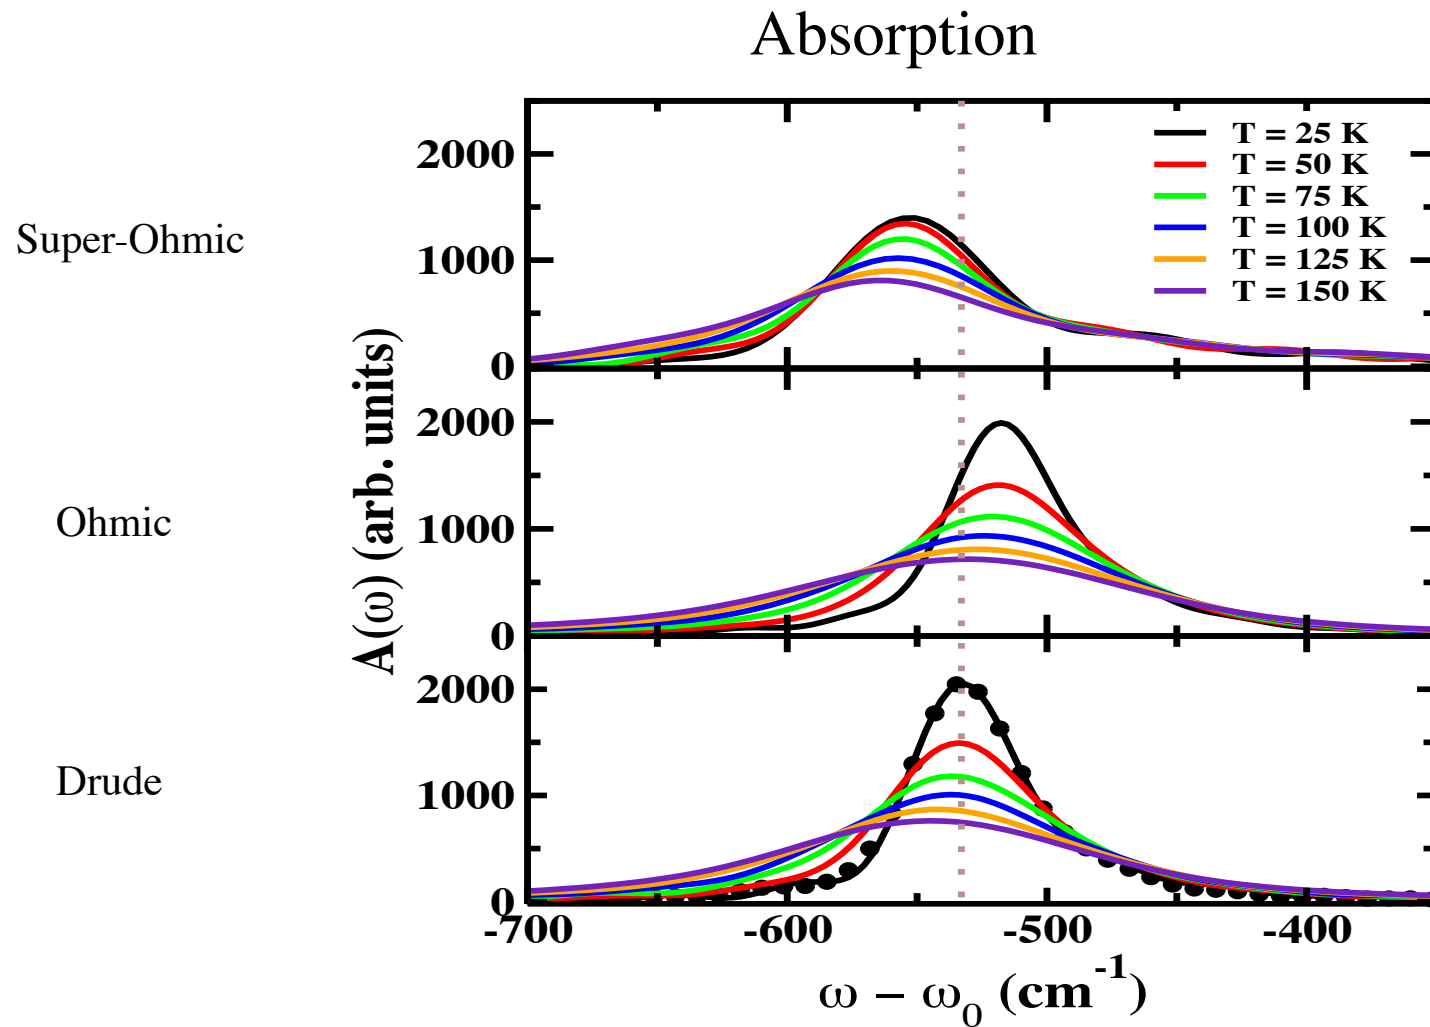 Absorption
Super-Ohmic
Ohmic
Drude
A(ω) (arb. units)
2000
1000
0
2000
1000
0
2000
1000
0
T = 25 K
T = 50 K
T = 75 K
T = 100 K
T = 125 K
T = 150 K
-700 -600 -500 -400
ω – ω₀ (cm⁻¹)